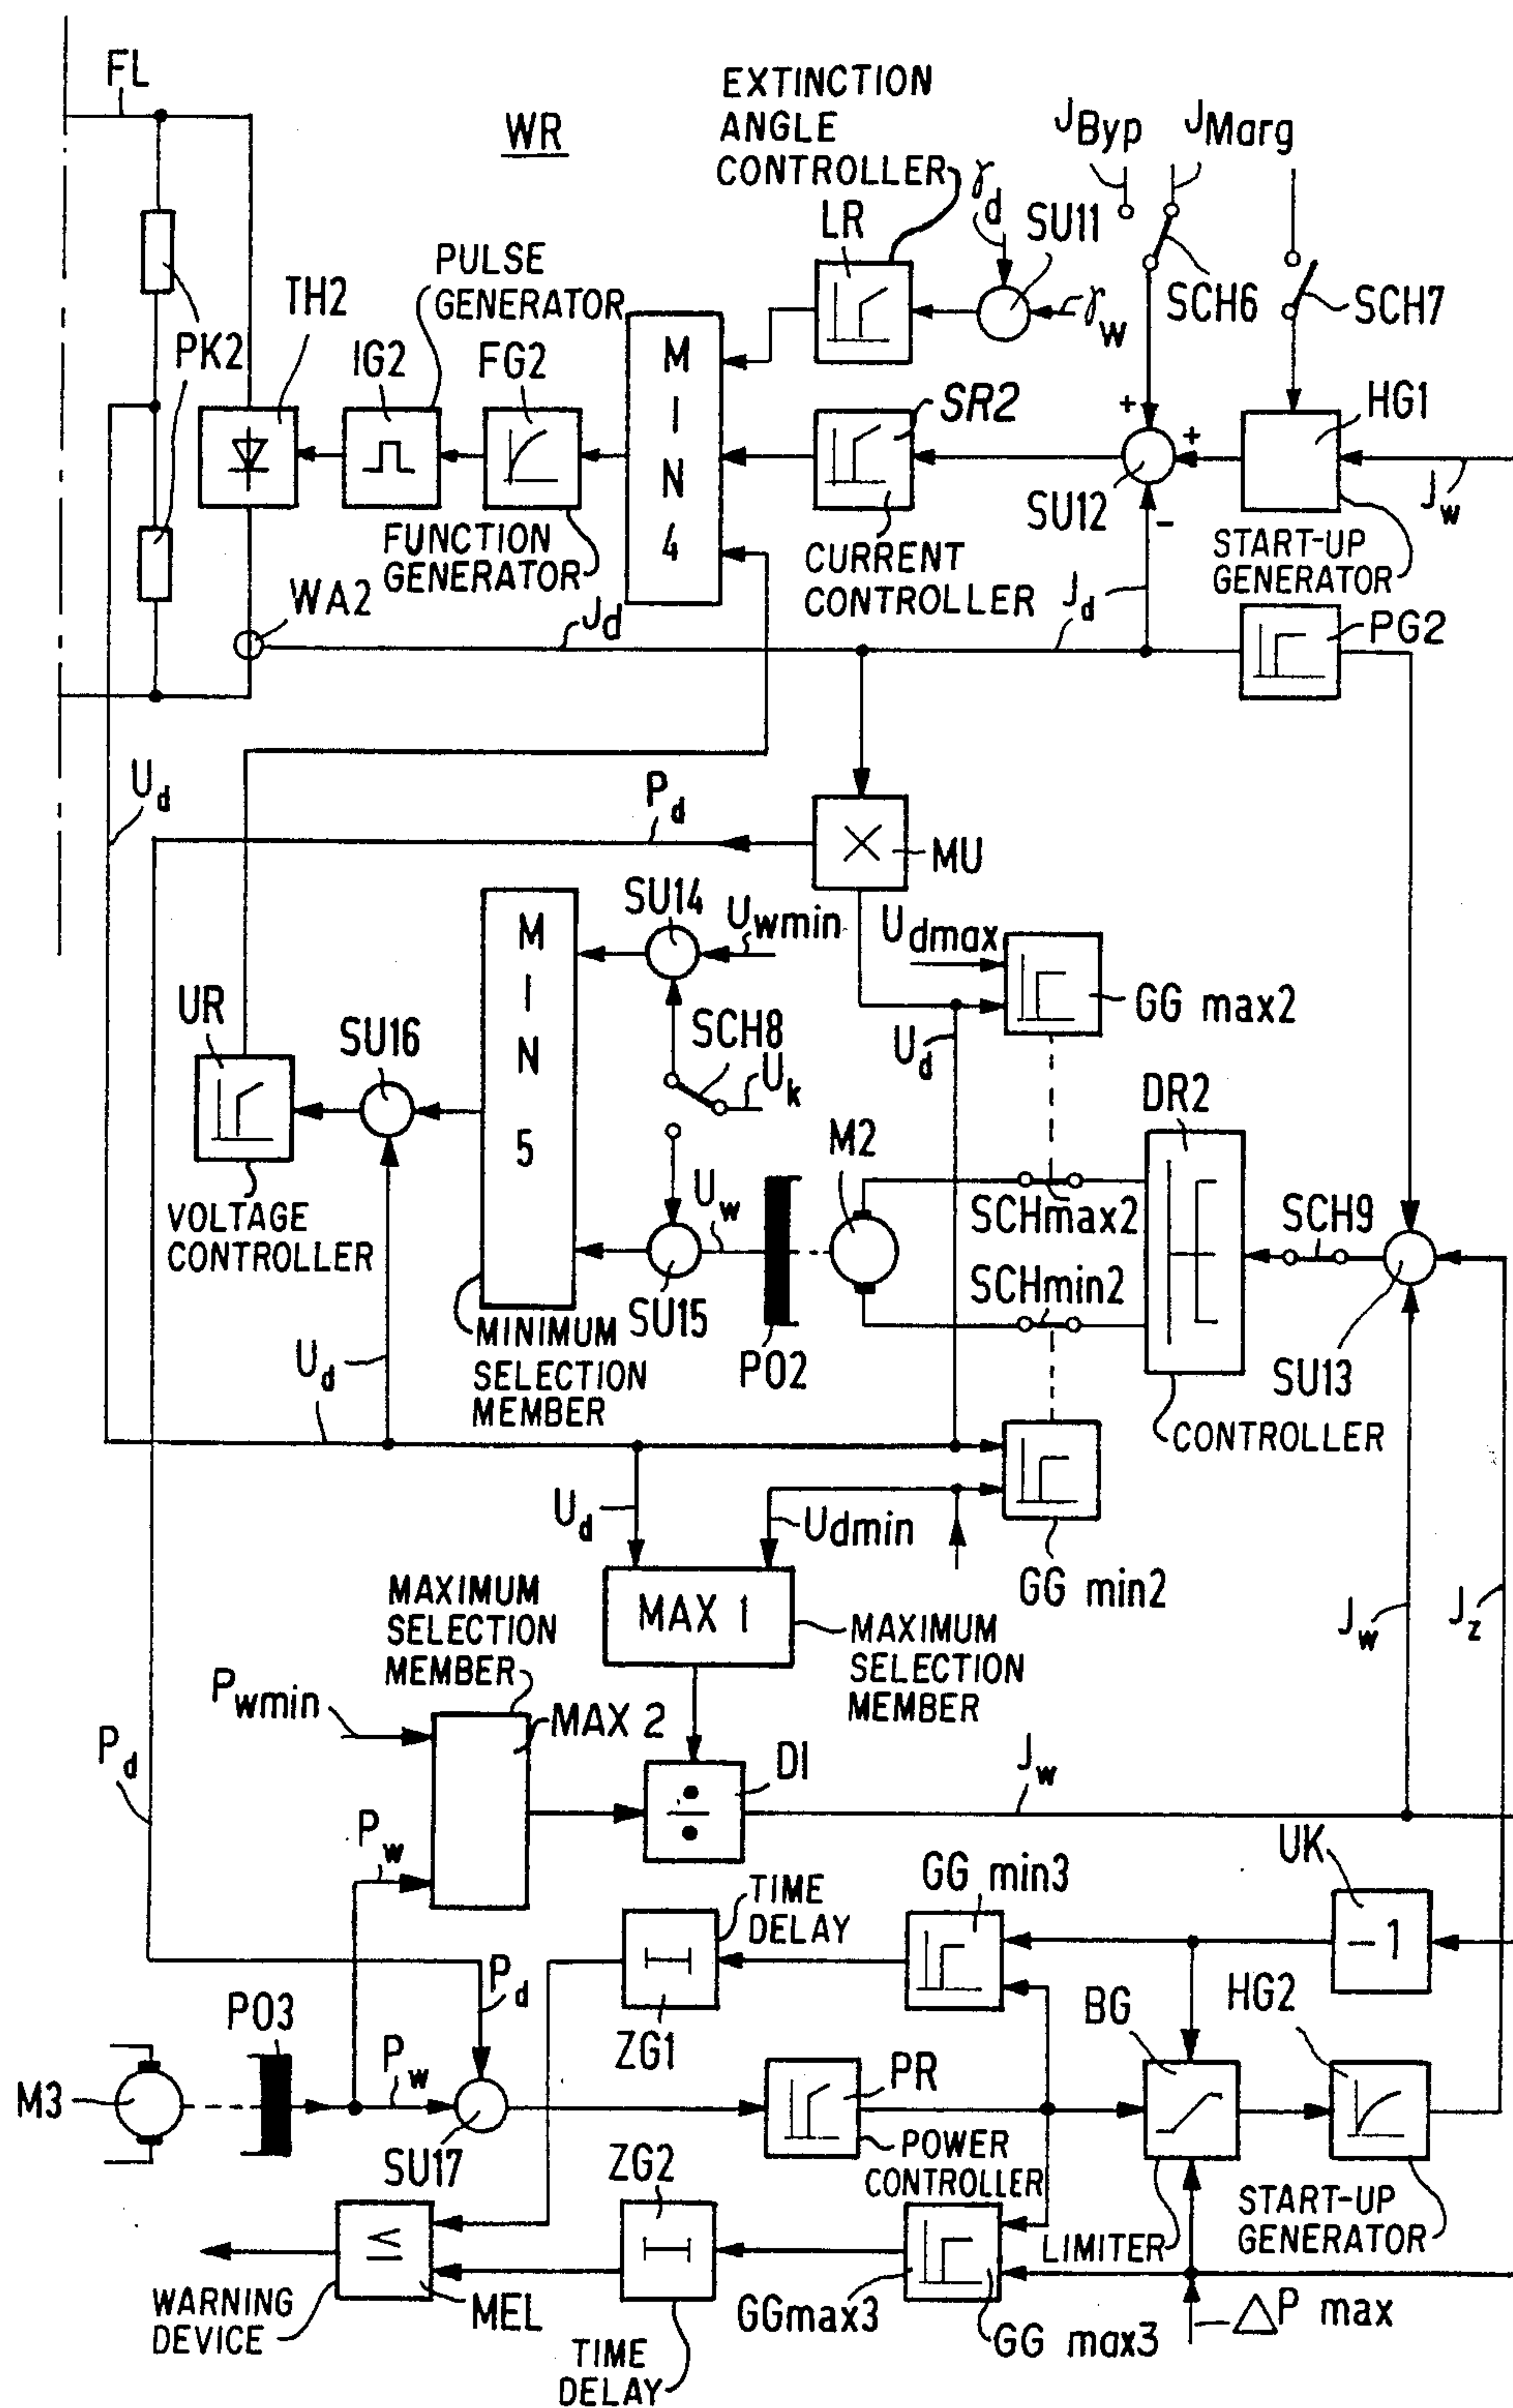 FL
WR
EXTINCTION
ANGLE
CONTROLLER
LR
γd
SU11
γw
JByp
JMarg
SCH6
SCH7
PULSE
GENERATOR
TH2
PK2
IG2
FG2
M
I
N
4
SR2
HG1
+
+
-
SU12
Jw
FUNCTION
GENERATOR
CURRENT
CONTROLLER
START-UP
GENERATOR
WA2
Jd
Jd
Jd
PG2
Ud
Pd
MU
SU14
Uwmin
Udmax
GG max2
M
I
N
5
UR
SU16
SCH8
Uk
Ud
DR2
M2
Uw
SCHmax2
SCH9
VOLTAGE
CONTROLLER
SCHmin2
SU15
MINIMUM
SELECTION
MEMBER
PO2
SU13
CONTROLLER
Ud
Ud
Udmin
GG min2
MAXIMUM
SELECTION
MEMBER
MAX 1
MAXIMUM
SELECTION
MEMBER
Jw
Jz
Pwmin
MAX 2
Pd
DI
÷
Jw
Pw
TIME
DELAY
GG min3
UK
-1
Pd
ZG1
BG
HG2
PO3
M3
Pw
SU17
PR
POWER
CONTROLLER
ZG2
LIMITER
START-UP
GENERATOR
≤
WARNING
DEVICE
MEL
TIME
DELAY
GGmax3
GG max3
△P max